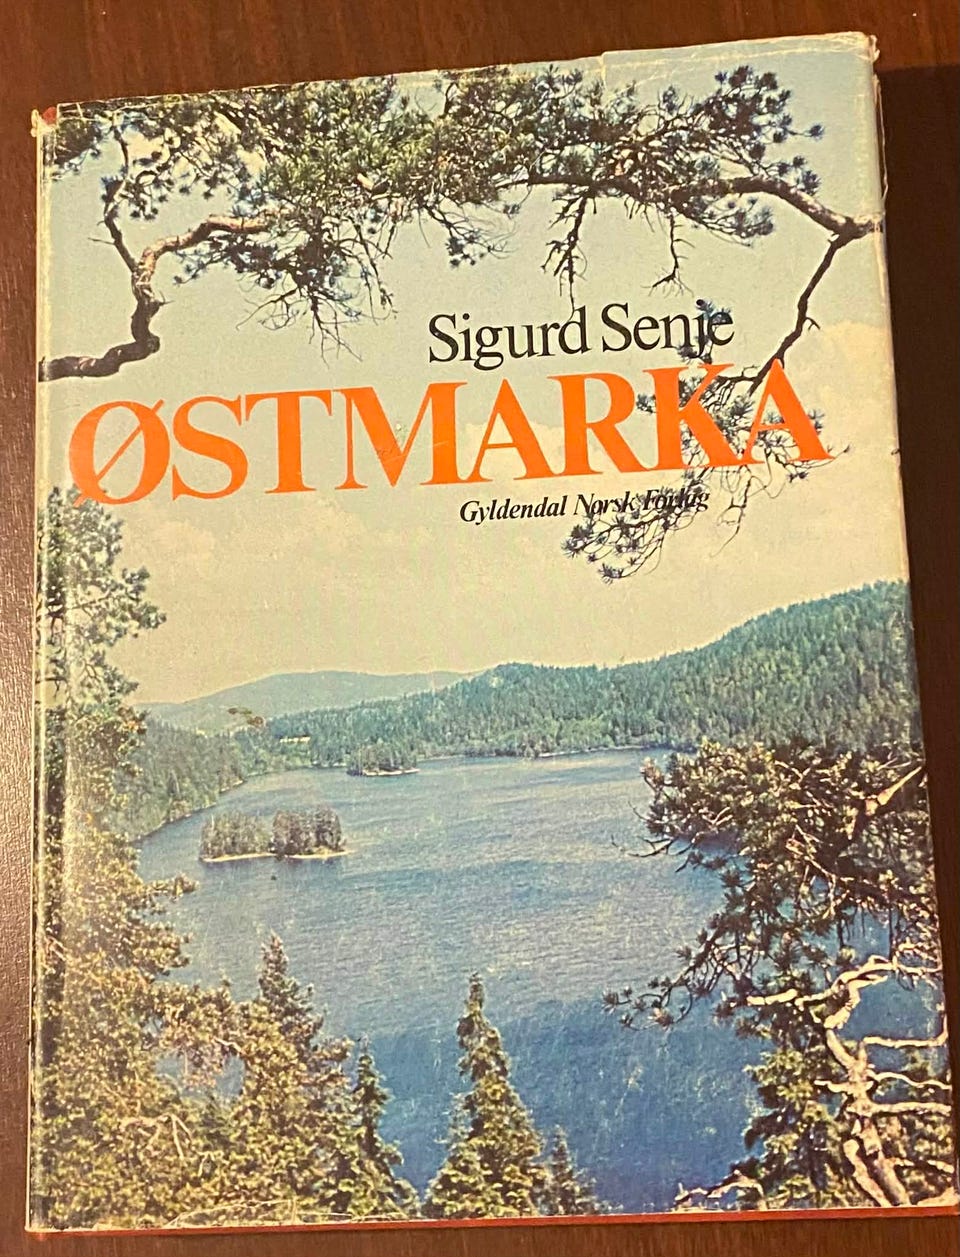 Sigurd Senje
ØSTMARKA
Gyldendal Norsk Forlag